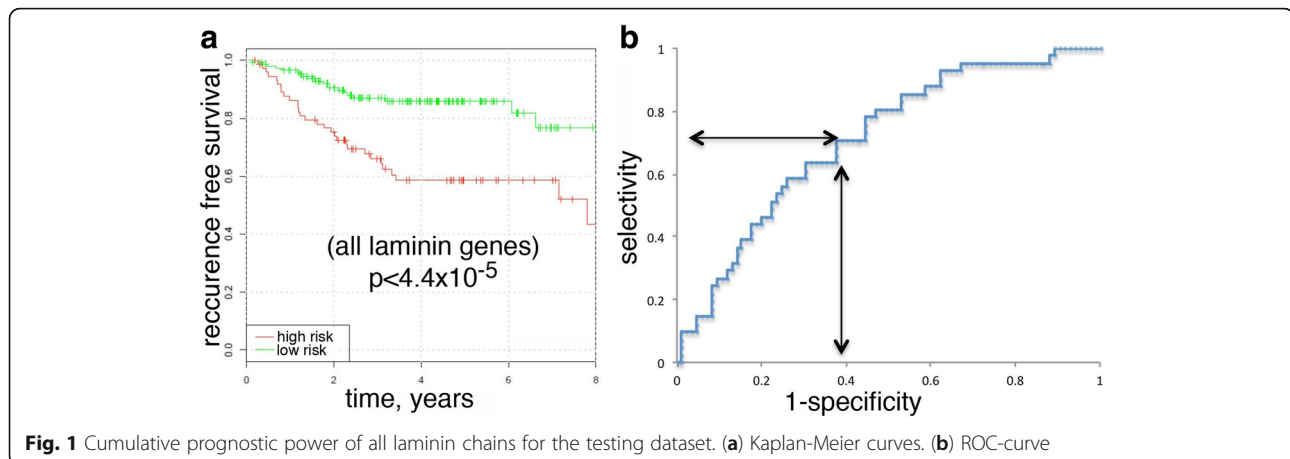 a
reccurence free survival
1.0
0.8
0.6
0.4
0.2
0.0
(all laminin genes)
p<4.4x10-5
high risk
low risk
0 2 4 6 8
time, years
b
selectivity
1
0.8
0.6
0.4
0.2
0
0 0.2 0.4 0.6 0.8 1
1-specificity
Fig. 1 Cumulative prognostic power of all laminin chains for the testing dataset. (a) Kaplan-Meier curves. (b) ROC-curve